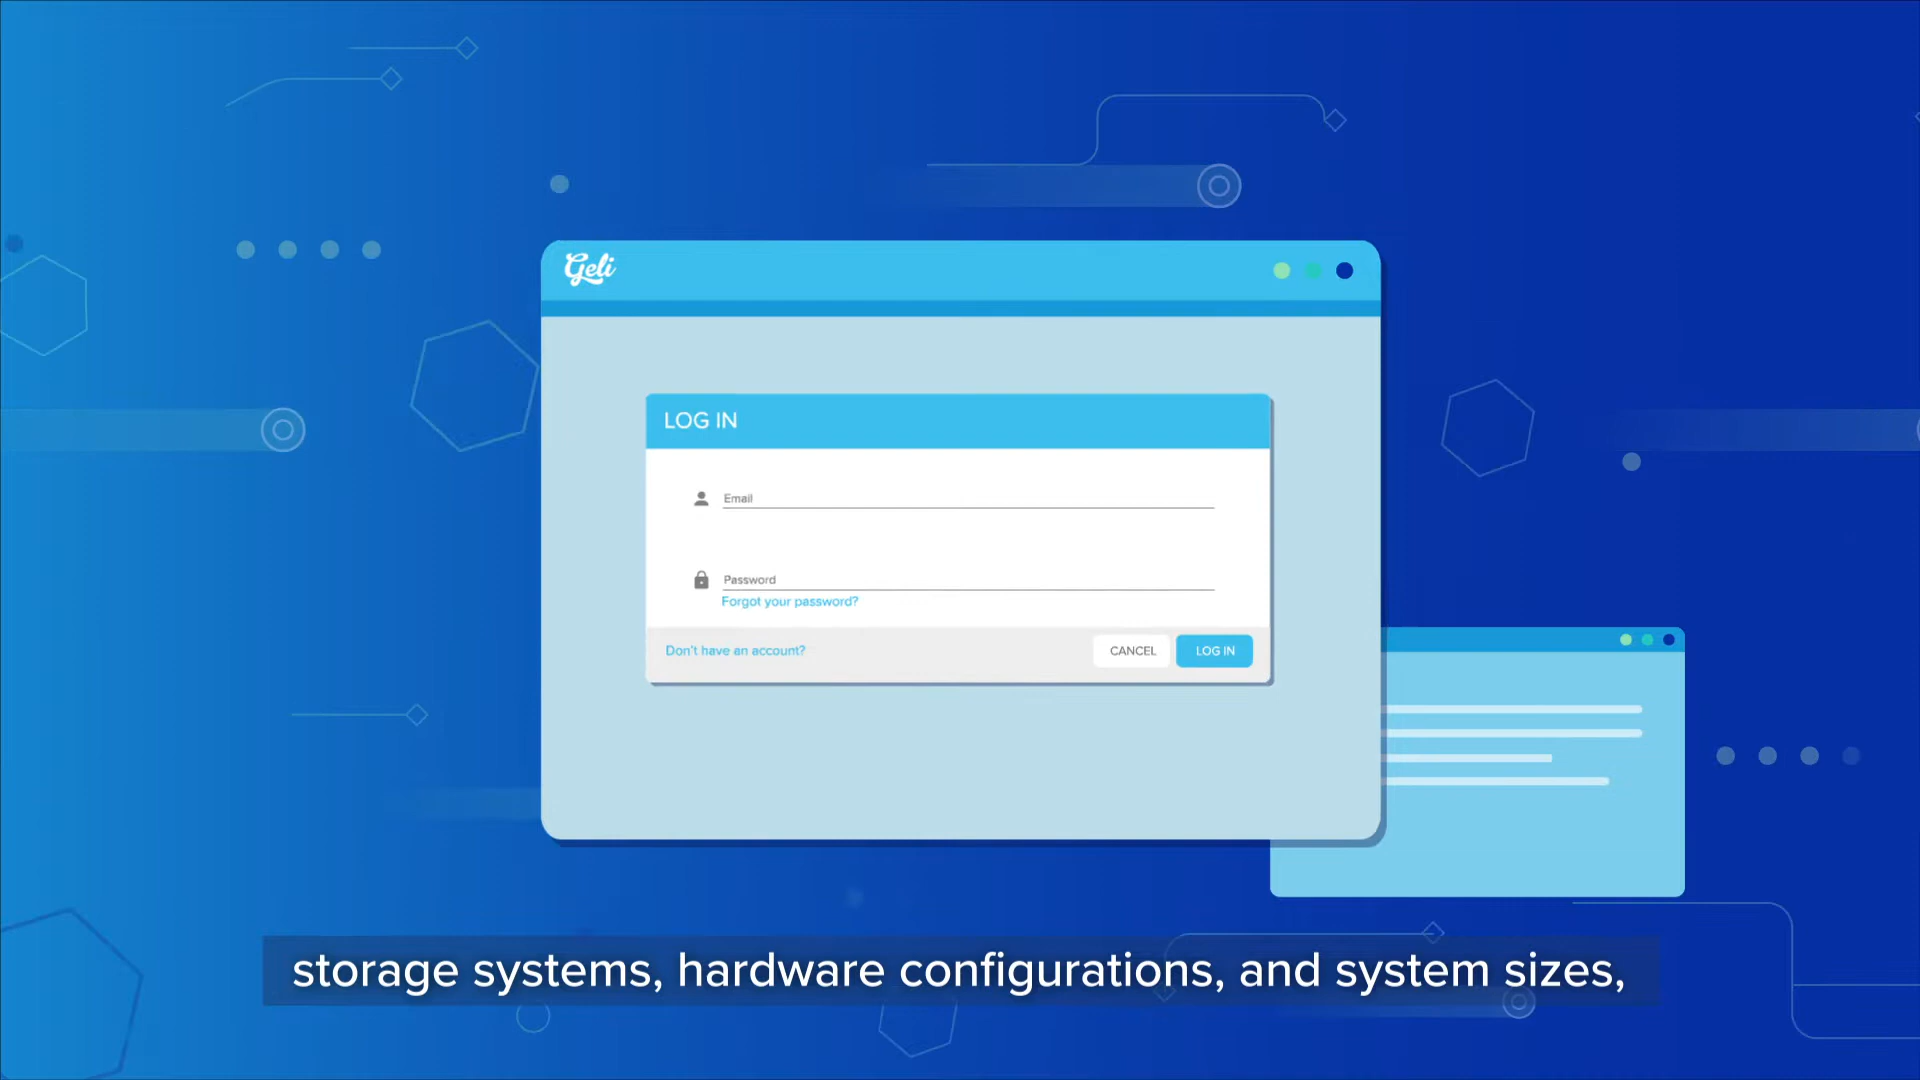 Geli
LOG IN
Email
Password
Forgot your password?
Don't have an account?
CANCEL
LOG IN
storage systems, hardware configurations, and system sizes,